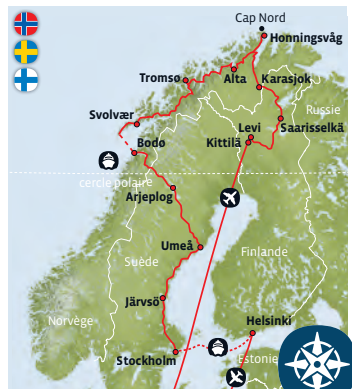 Cap Nord
Honningsvåg
Tromso
Alta
Karasjok
Svolvær
Russie
Levi
Saarisselkä
Kittilä
Bodo
cercle polaire
Arjeplog
Umeå
Finlande
Suède
Järvsö
Norvège
Helsinki
Stockholm
Estonie